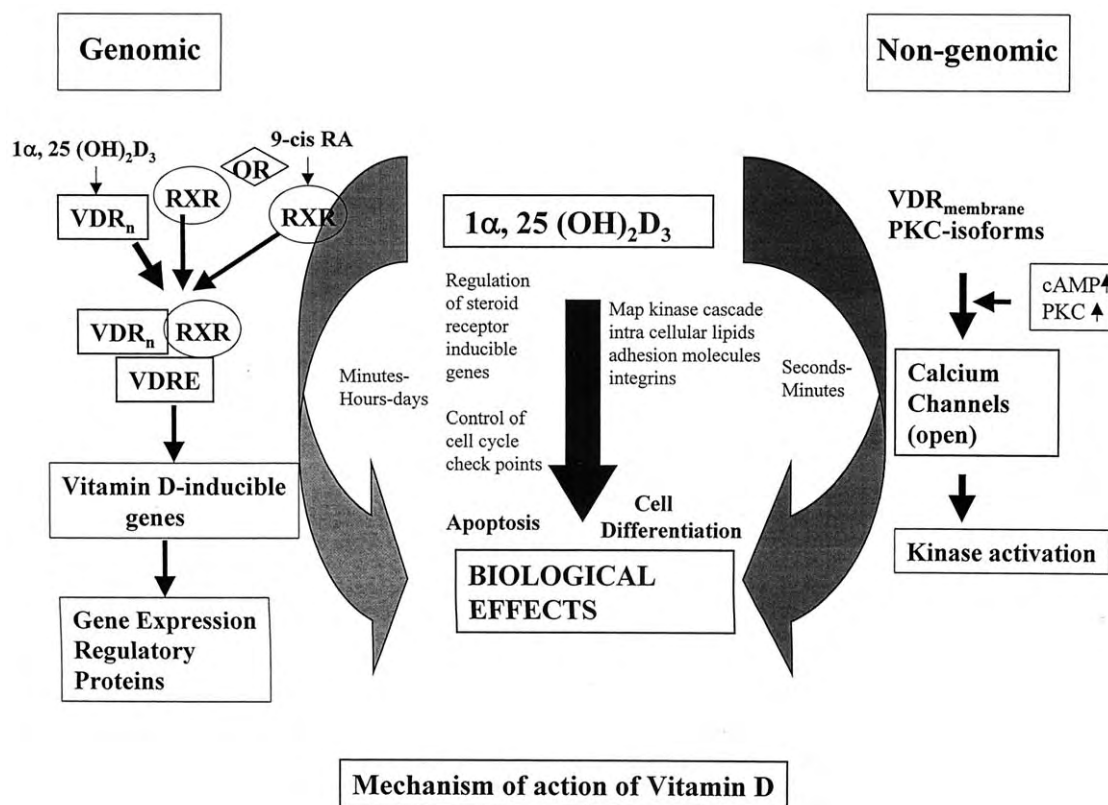 Genomic
Non-genomic
9-cis RA
1α, 25 (OH)₂D₃
OR
RXR
RXR
VDRₙ
VDRₙ
RXR
VDRE
Vitamin D-inducible
genes
Gene Expression
Regulatory
Proteins
Minutes-
Hours-days
1α, 25 (OH)₂D₃
Regulation
of steroid
receptor
inducible
genes
Control of
cell cycle
check points
Map kinase cascade
intra cellular lipids
adhesion molecules
integrins
Apoptosis
Cell
Differentiation
BIOLOGICAL
EFFECTS
Seconds-
Minutes
VDRmembrane
PKC-isoforms
cAMP
PKC
Calcium
Channels
(open)
Kinase activation
Mechanism of action of Vitamin D